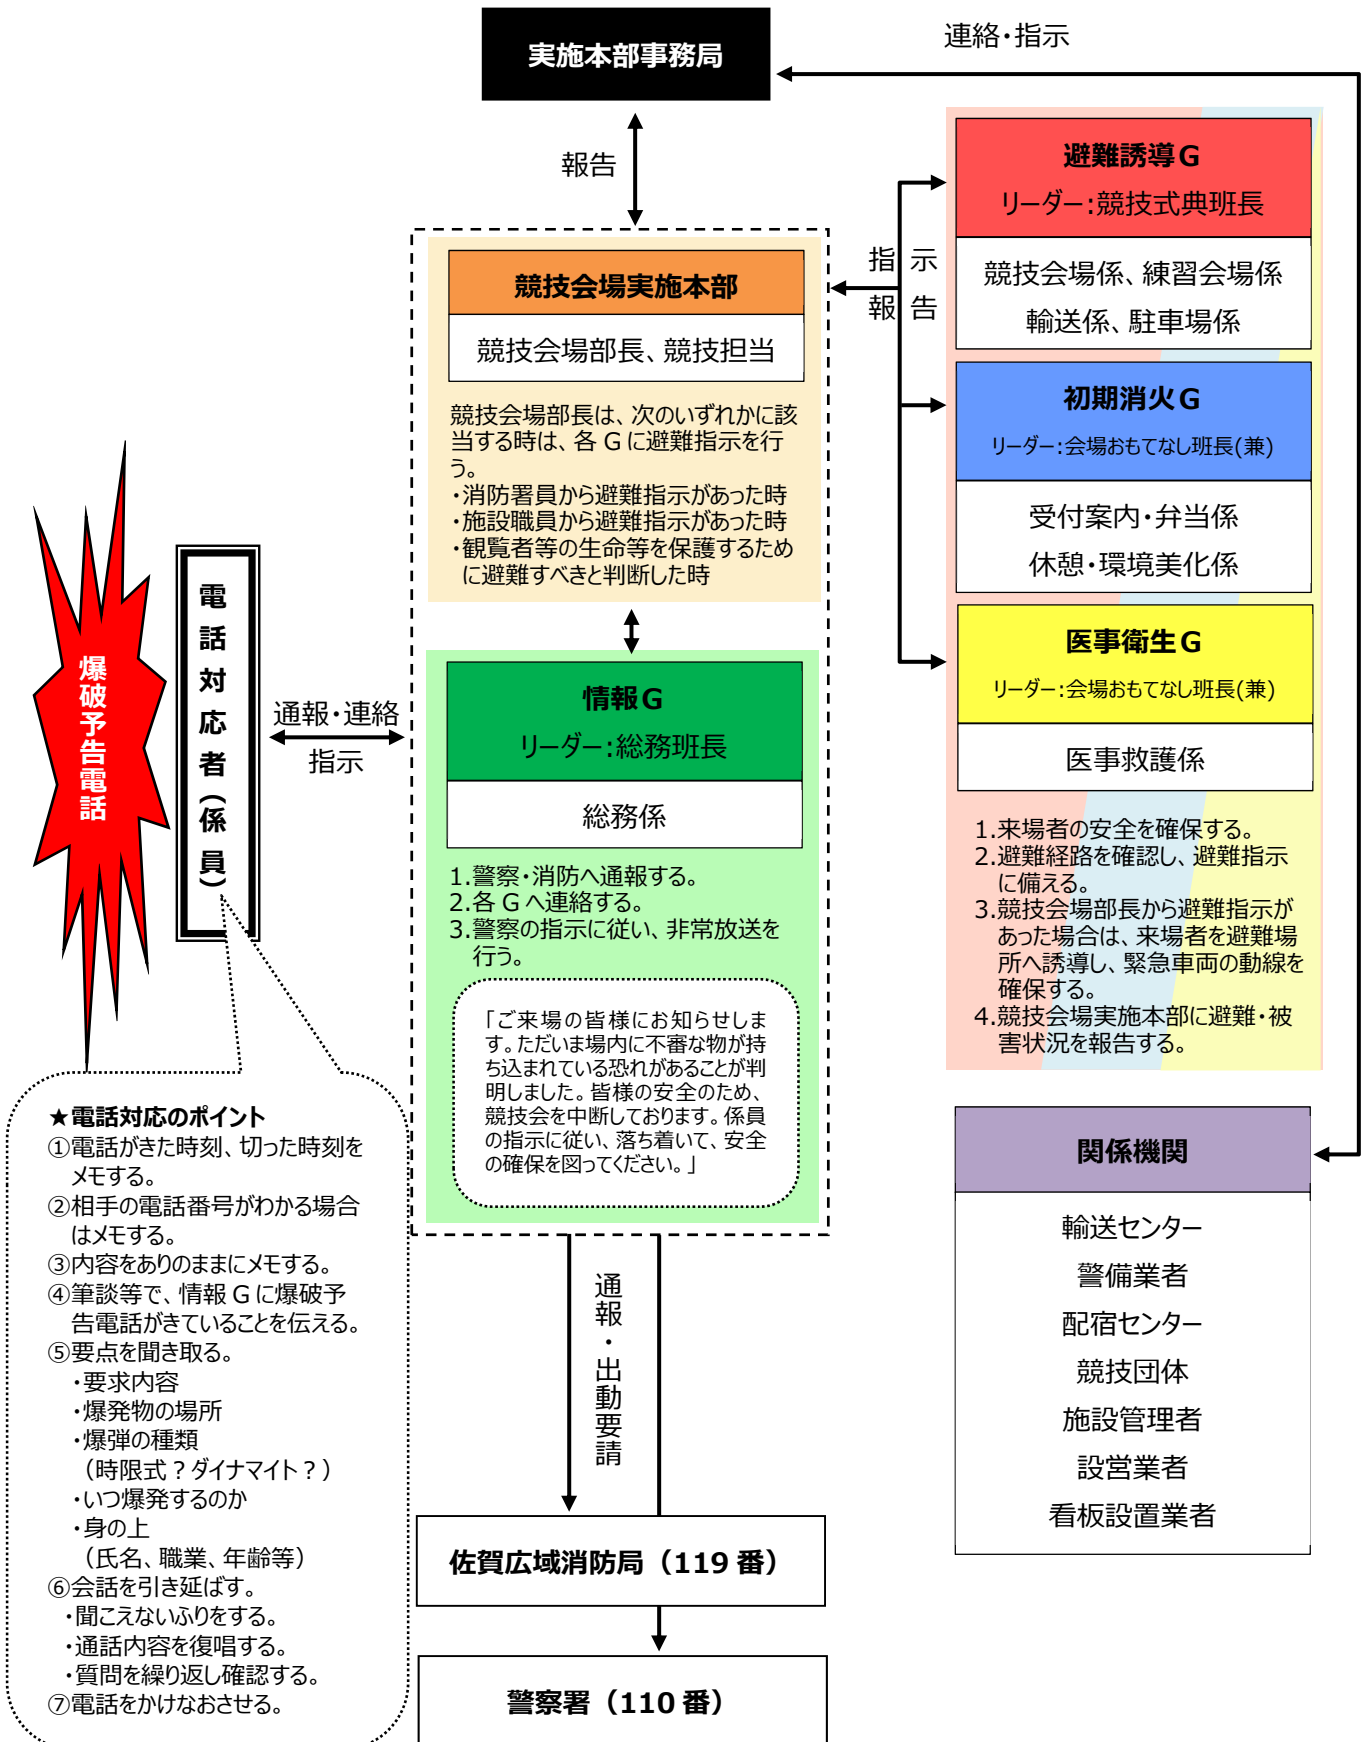 実施本部事務局
連絡・指示
報告
避難誘導G
リーダー：競技式典班長
競技会場係、練習会場係
輸送係、駐車場係
指示
報告
競技会場実施本部
競技会場部長、競技担当
競技会場部長は、次のいずれかに該
当する時は、各 G に避難指示を行
う。
・消防署員から避難指示があった時
・施設職員から避難指示があった時
・観覧者等の生命等を保護するため
に避難すべきと判断した時
初期消火G
リーダー：会場おもてなし班長(兼)
受付案内・弁当係
休憩・環境美化係
医事衛生G
リーダー：会場おもてなし班長(兼)
医事救護係
1.来場者の安全を確保する。
2.避難経路を確認し、避難指示
に備える。
3.競技会場部長から避難指示が
あった場合は、来場者を避難場
所へ誘導し、緊急車両の動線を
確保する。
4.競技会場実施本部に避難・被
害状況を報告する。
爆破予告電話
電話対応者（係員）
通報・連絡
指示
情報G
リーダー：総務班長
総務係
1.警察・消防へ通報する。
2.各 G へ連絡する。
3.警察の指示に従い、非常放送を
行う。
「ご来場の皆様にお知らせしま
す。ただいま場内に不審な物が持
ち込まれている恐れがあることが判
明しました。皆様の安全のため、
競技会を中断しております。係員
の指示に従い、落ち着いて、安全
の確保を図ってください。」
★電話対応のポイント
①電話がきた時刻、切った時刻を
メモする。
②相手の電話番号がわかる場合
はメモする。
③内容をありのままにメモする。
④筆談等で、情報 G に爆破予
告電話がきていることを伝える。
⑤要点を聞き取る。
・要求内容
・爆発物の場所
・爆弾の種類
（時限式？ダイナマイト？）
・いつ爆発するのか
・身の上
（氏名、職業、年齢等）
⑥会話を引き延ばす。
・聞こえないふりをする。
・通話内容を復唱する。
・質問を繰り返し確認する。
⑦電話をかけなおさせる。
通報・出動要請
佐賀広域消防局（119 番）
警察署（110 番）
関係機関
輸送センター
警備業者
配宿センター
競技団体
施設管理者
設営業者
看板設置業者